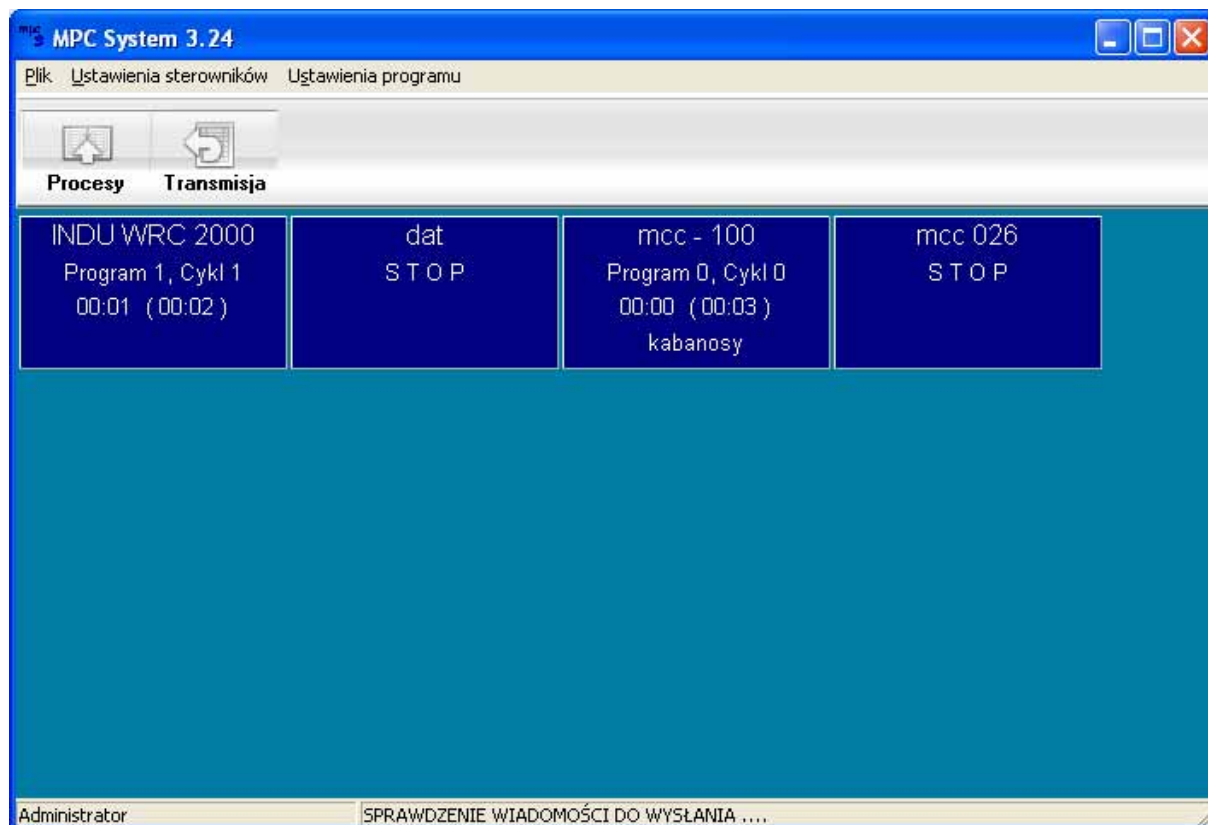 MPC System 3.24
Plik Ustawienia sterowników Ustawienia programu
Procesy Transmisja
INDU WRC 2000
Program 1, Cykl 1
00:01 ( 00:02 )
dat
S T O P
mcc - 100
Program 0, Cykl 0
00:00 ( 00:03 )
kabanosy
mcc 026
S T O P
Administrator
SPRAWDZENIE WIADOMOŚCI DO WYSŁANIA ....